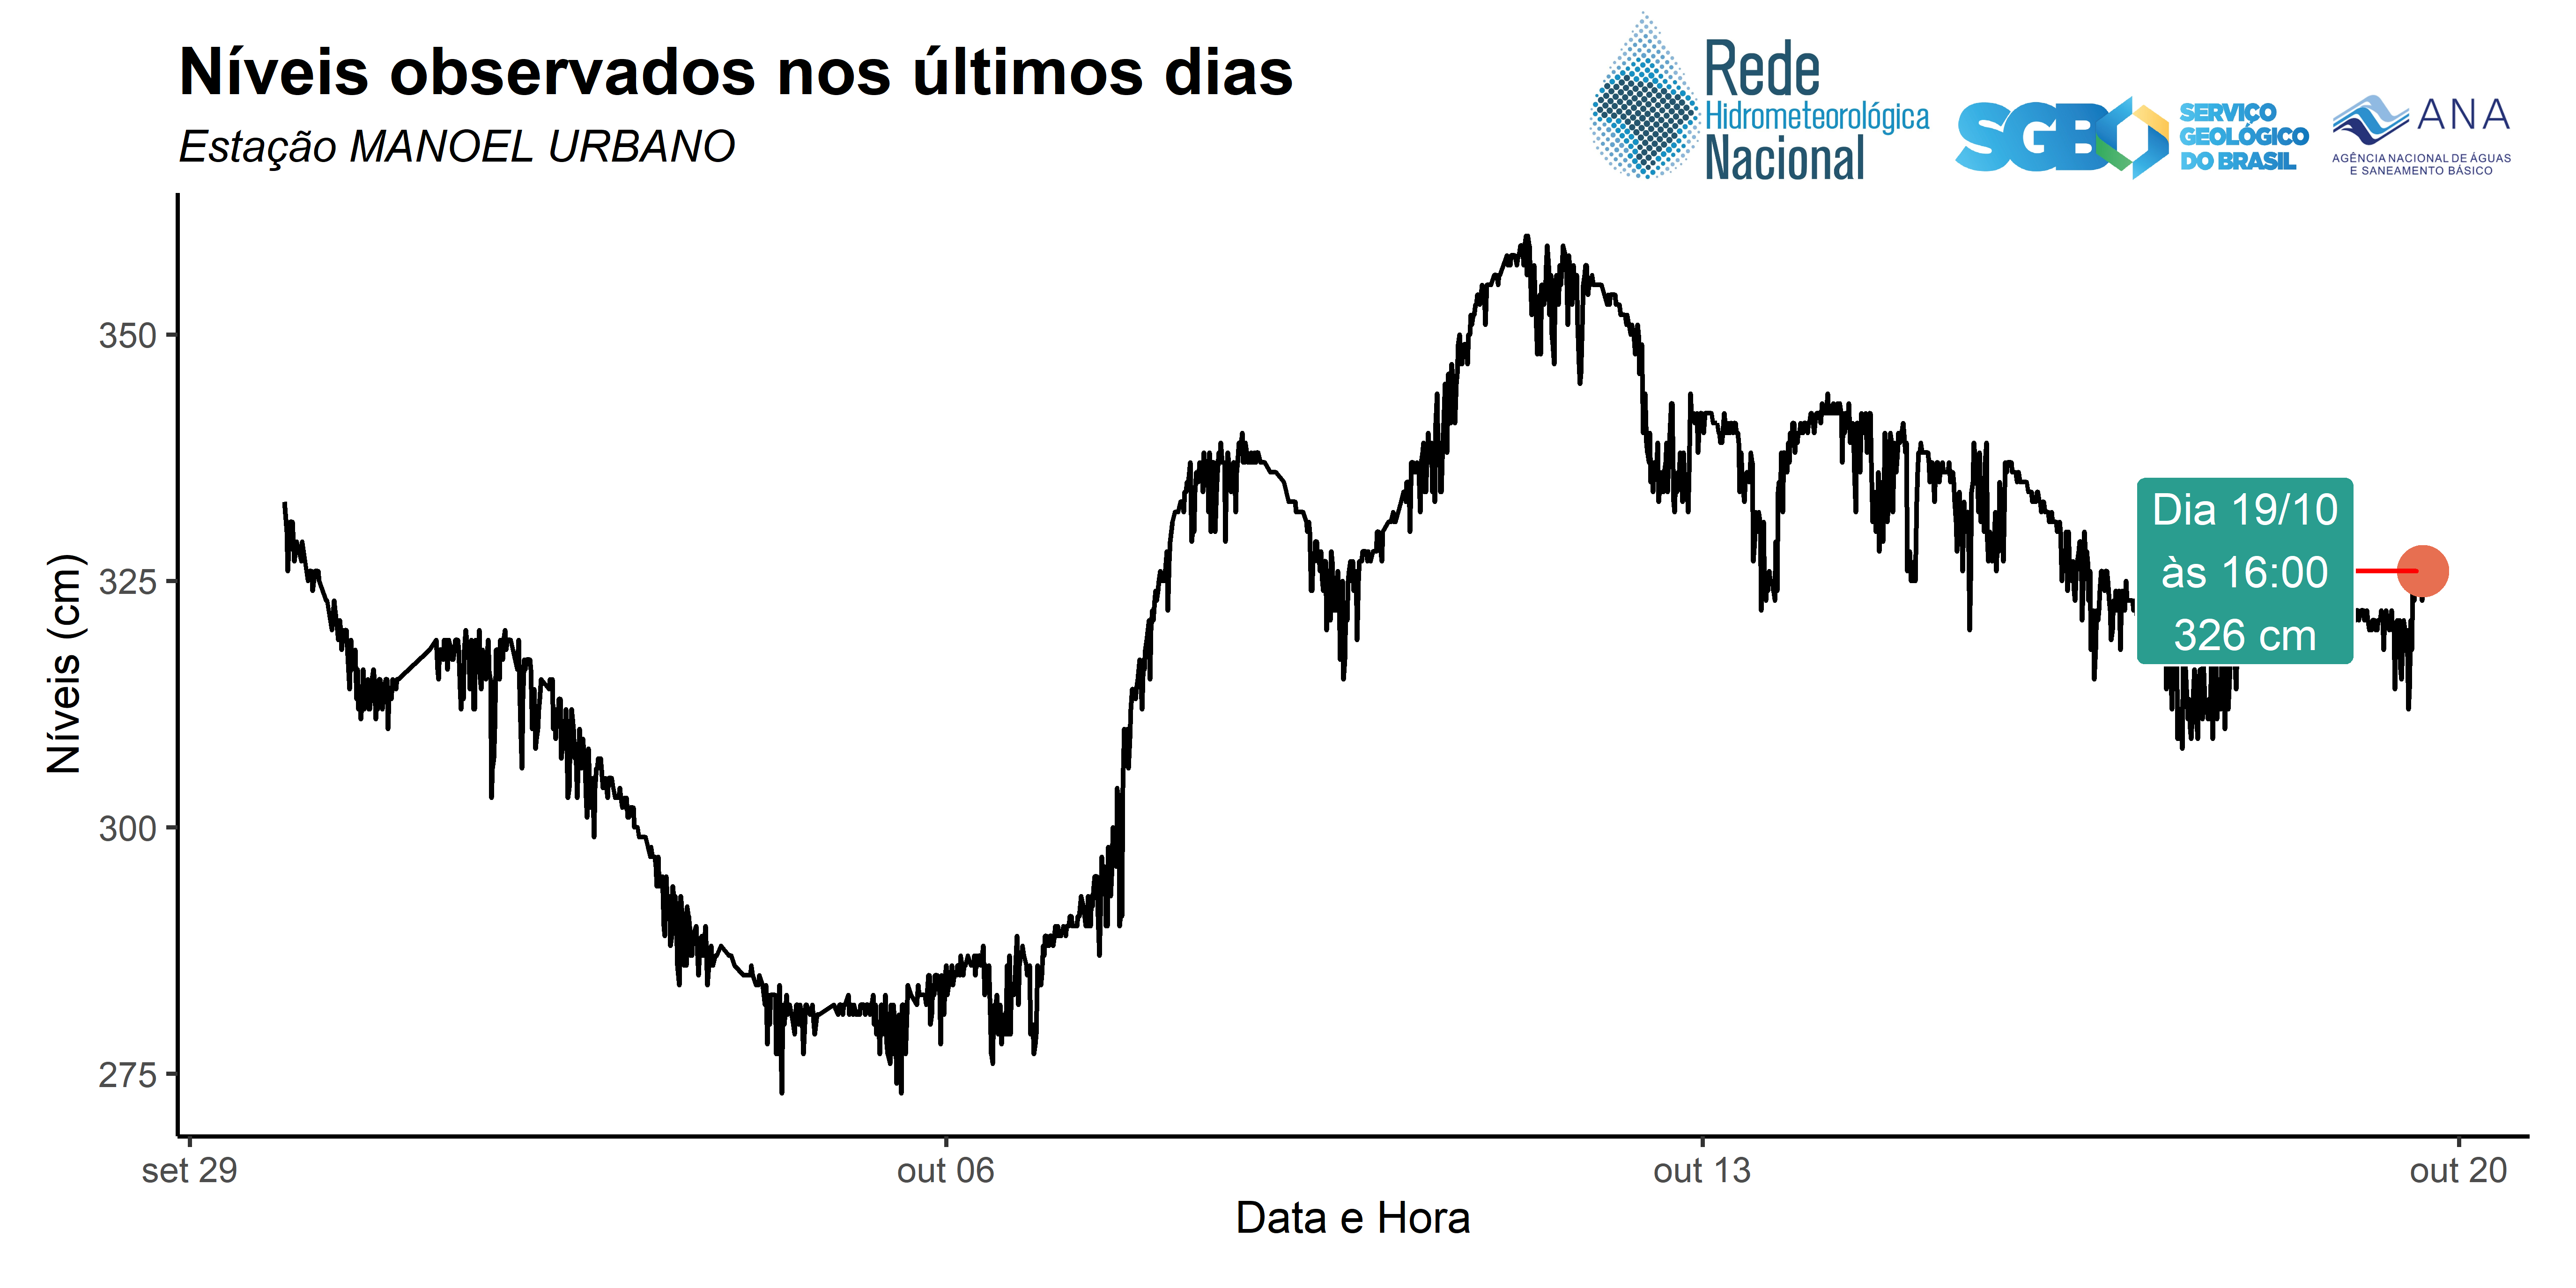 Níveis observados nos últimos dias
Estação MANOEL URBANO
Rede
Hidrometeorológica
Nacional
SGB
SERVIÇO
GEOLÓGICO
DO BRASIL
ANA
AGÊNCIA NACIONAL DE ÁGUAS
E SANEAMENTO BÁSICO
Níveis (cm)
350
325
300
275
Dia 19/10
às 16:00
326 cm
set 29
out 06
out 13
out 20
Data e Hora